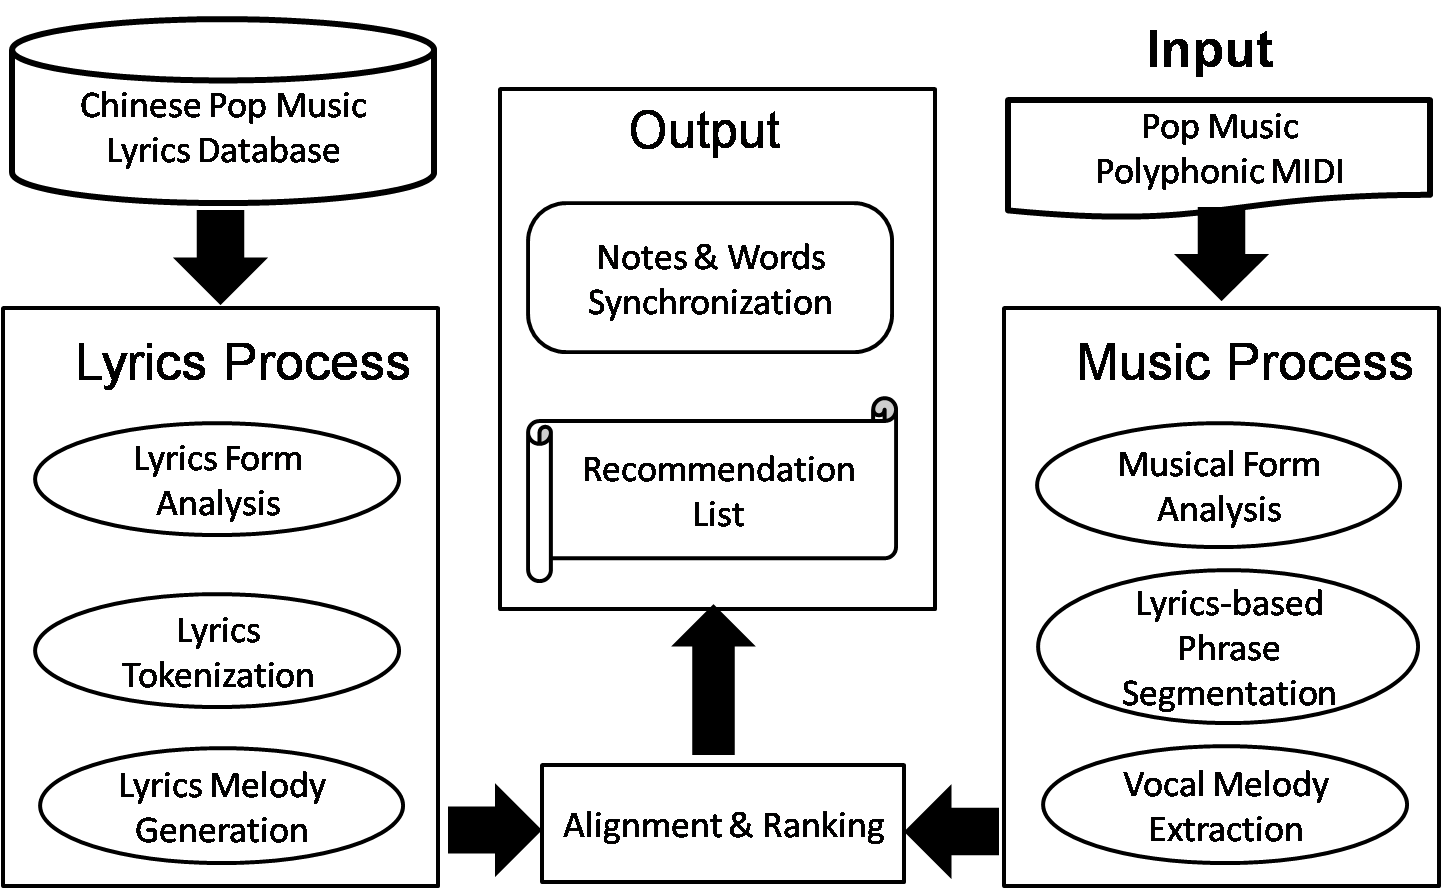 Chinese Pop Music
Lyrics Database
Lyrics Process
Lyrics Form
Analysis
Lyrics
Tokenization
Lyrics Melody
Generation
Output
Notes & Words
Synchronization
Recommendation
List
Alignment & Ranking
Input
Pop Music
Polyphonic MIDI
Music Process
Musical Form
Analysis
Lyrics-based
Phrase
Segmentation
Vocal Melody
Extraction